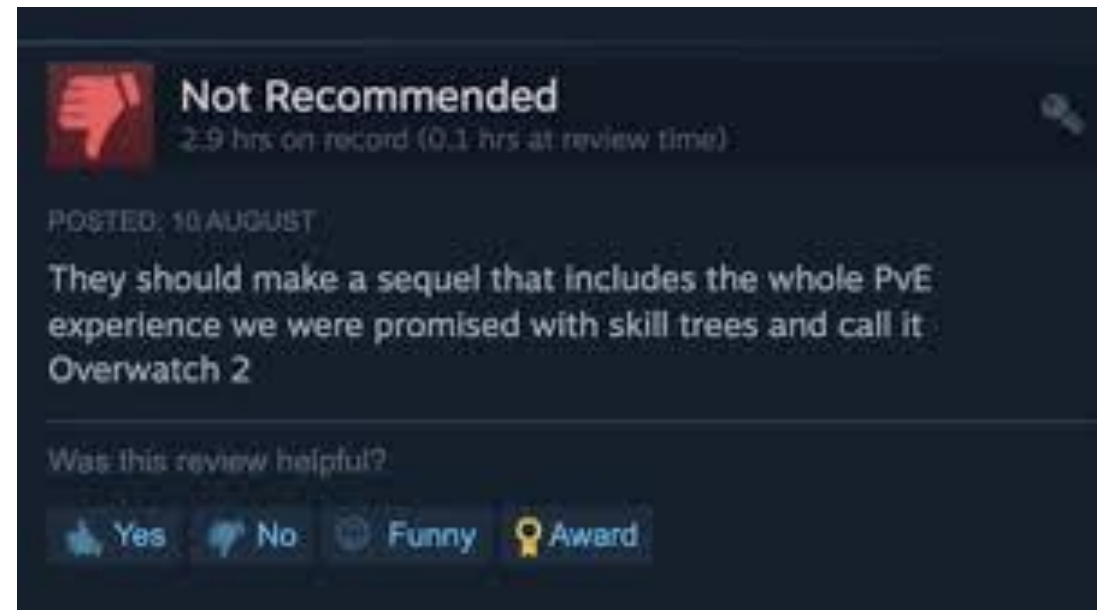 Not Recommended
2.9 hrs on record (0.1 hrs at review time)
POSTED: 10 AUGUST
They should make a sequel that includes the whole PvE
experience we were promised with skill trees and call it
Overwatch 2
Was this review helpful?
Yes No Funny Award